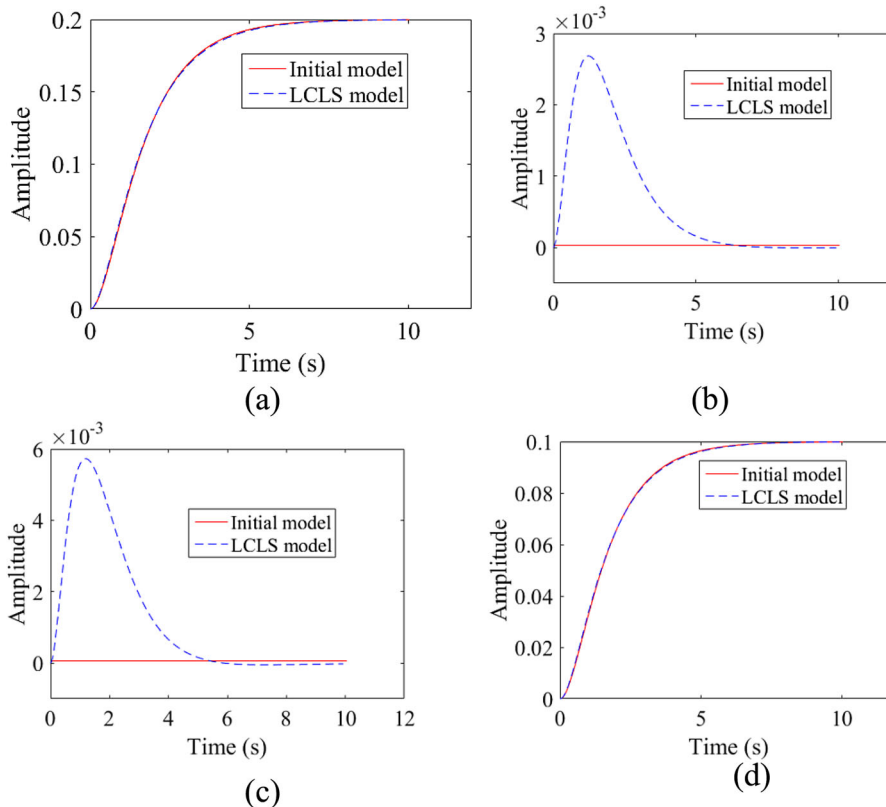 0.2
0.15
0.1
0.05
0
Amplitude
Initial model
LCLS model
0 5 10
Time (s)
(a)
×10-3
3
2
1
0
Amplitude
Initial model
LCLS model
0 5 10
Time (s)
(b)
×10-3
6
4
2
0
Amplitude
Initial model
LCLS model
0 2 4 6 8 10 12
Time (s)
(c)
0.1
0.08
0.06
0.04
0.02
0
Amplitude
Initial model
LCLS model
0 5 10
Time (s)
(d)